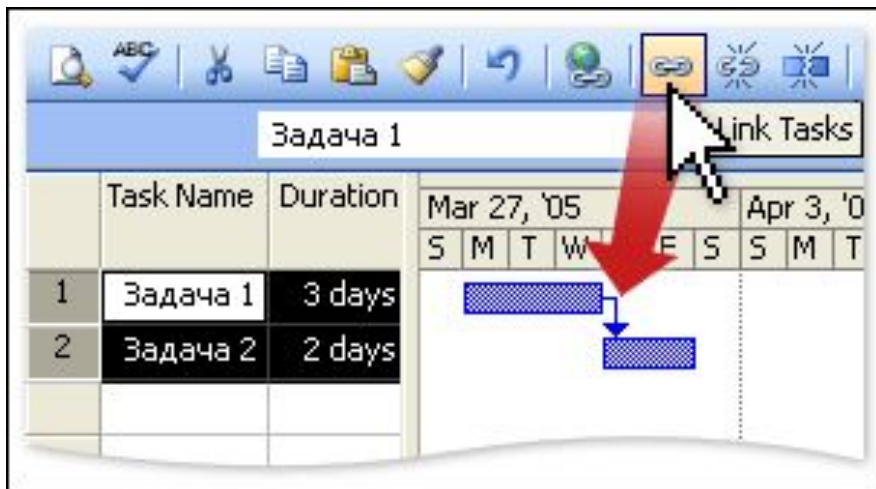 ABC
Задача 1
Link Tasks
Task Name Duration Mar 27, '05 Apr 3, '0
S M T W F S S M T
1 Задача 1 3 days
2 Задача 2 2 days